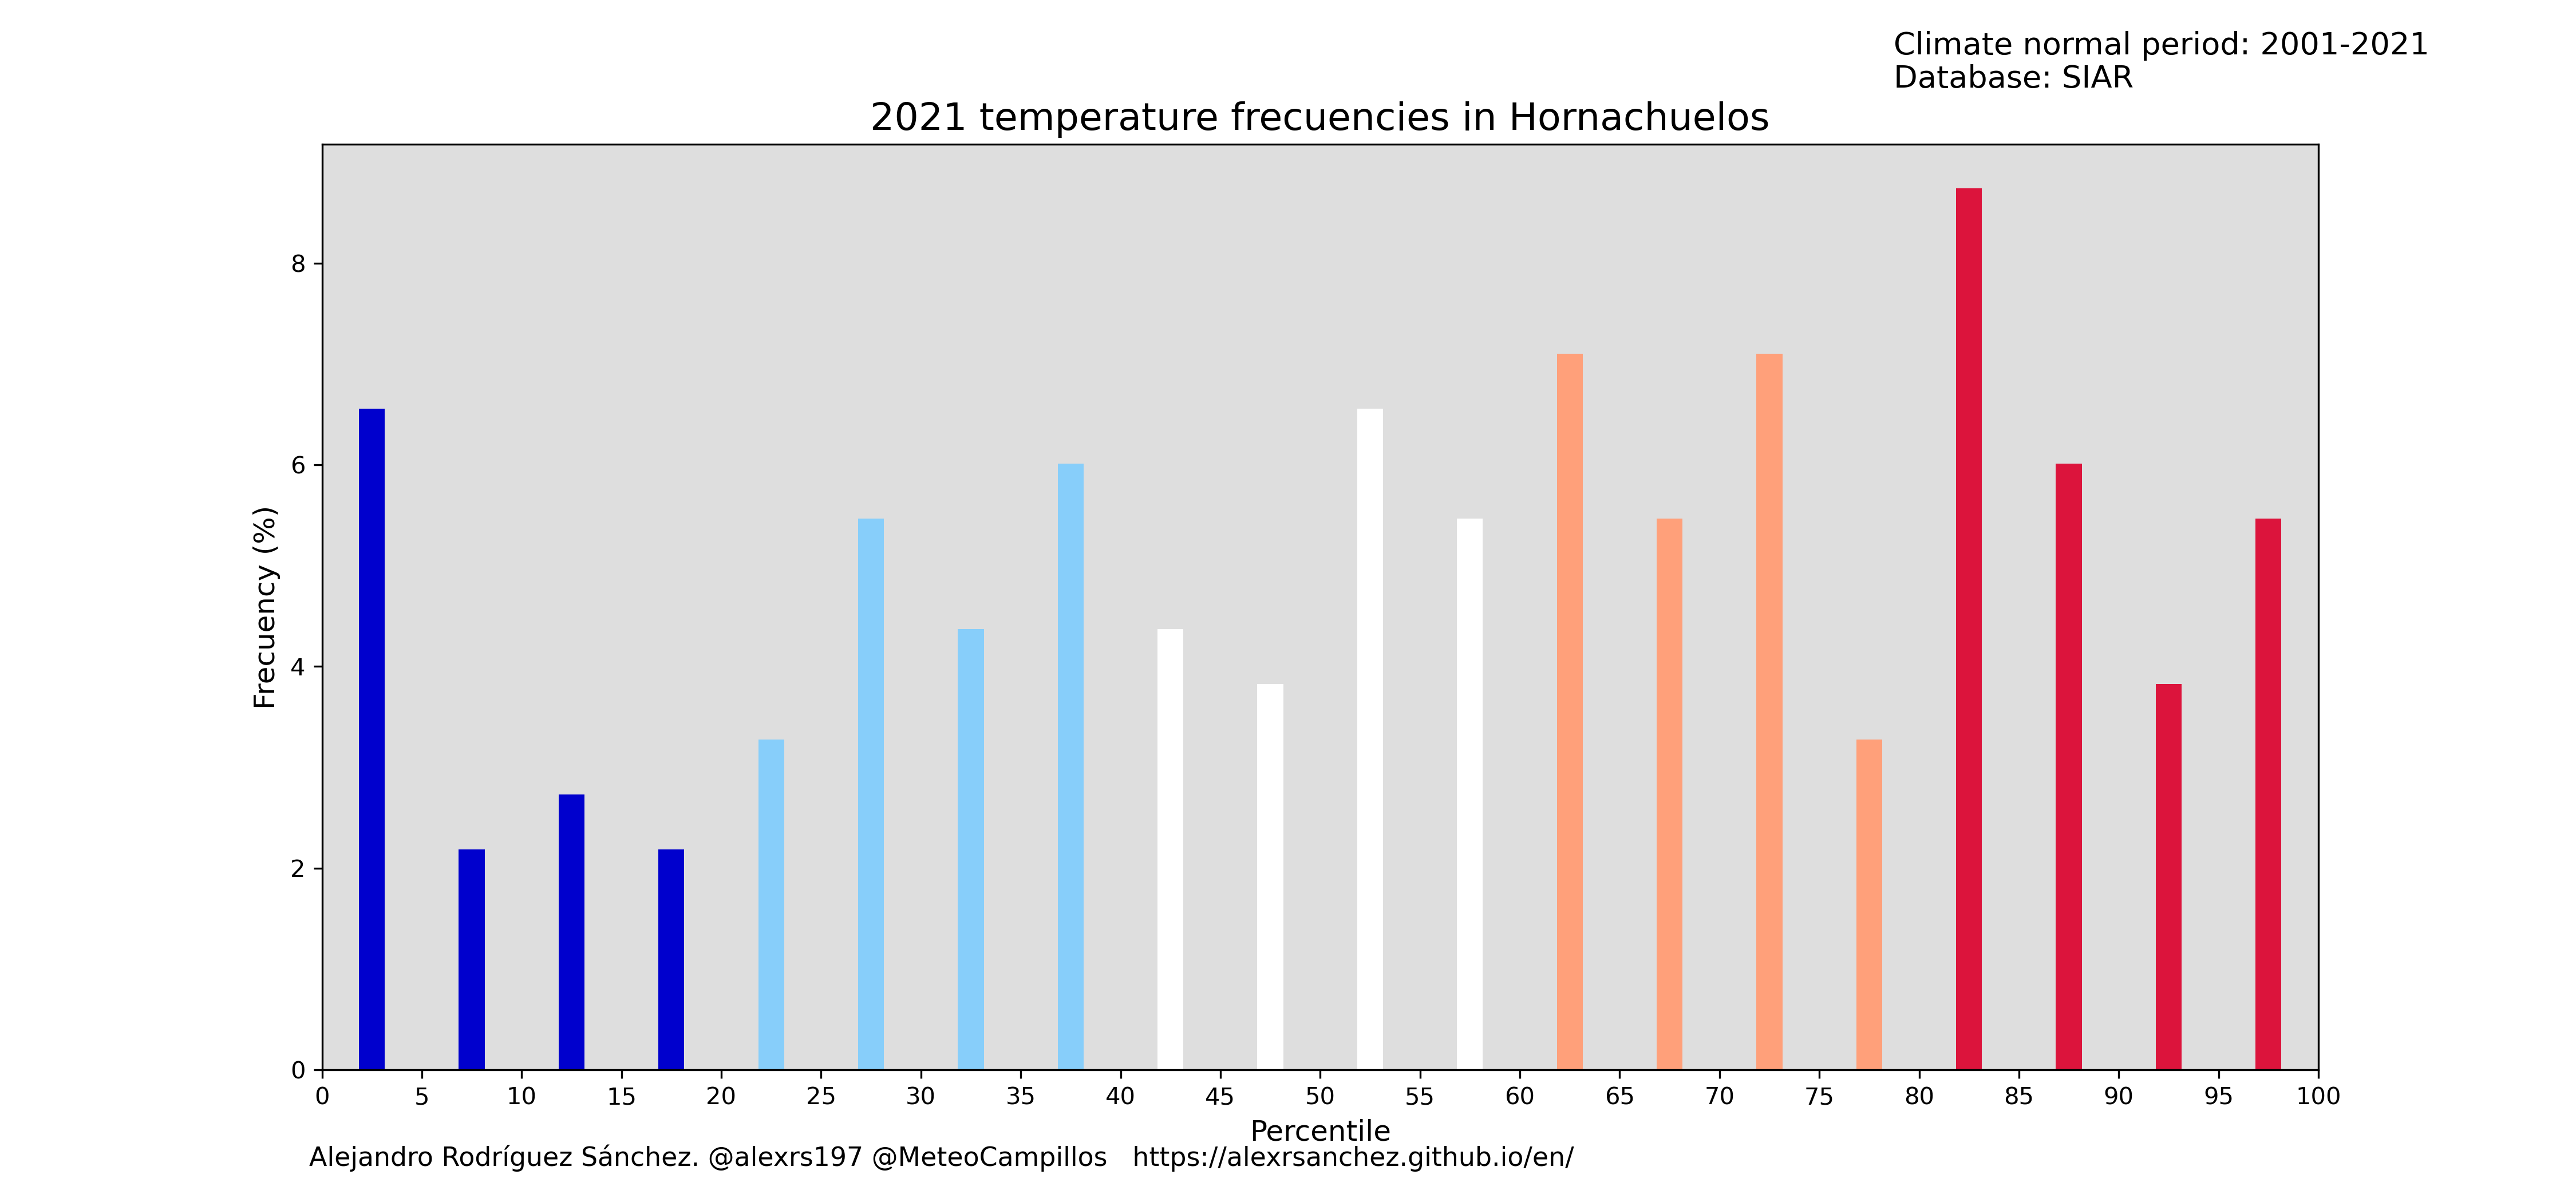 Climate normal period: 2001-2021
Database: SIAR
2021 temperature frecuencies in Hornachuelos
8
6
4
2
0
Frecuency (%)
0 5 10 15 20 25 30 35 40 45 50 55 60 65 70 75 80 85 90 95 100
Percentile
Alejandro Rodríguez Sánchez. @alexrs197 @MeteoCampillos https://alexrsanchez.github.io/en/